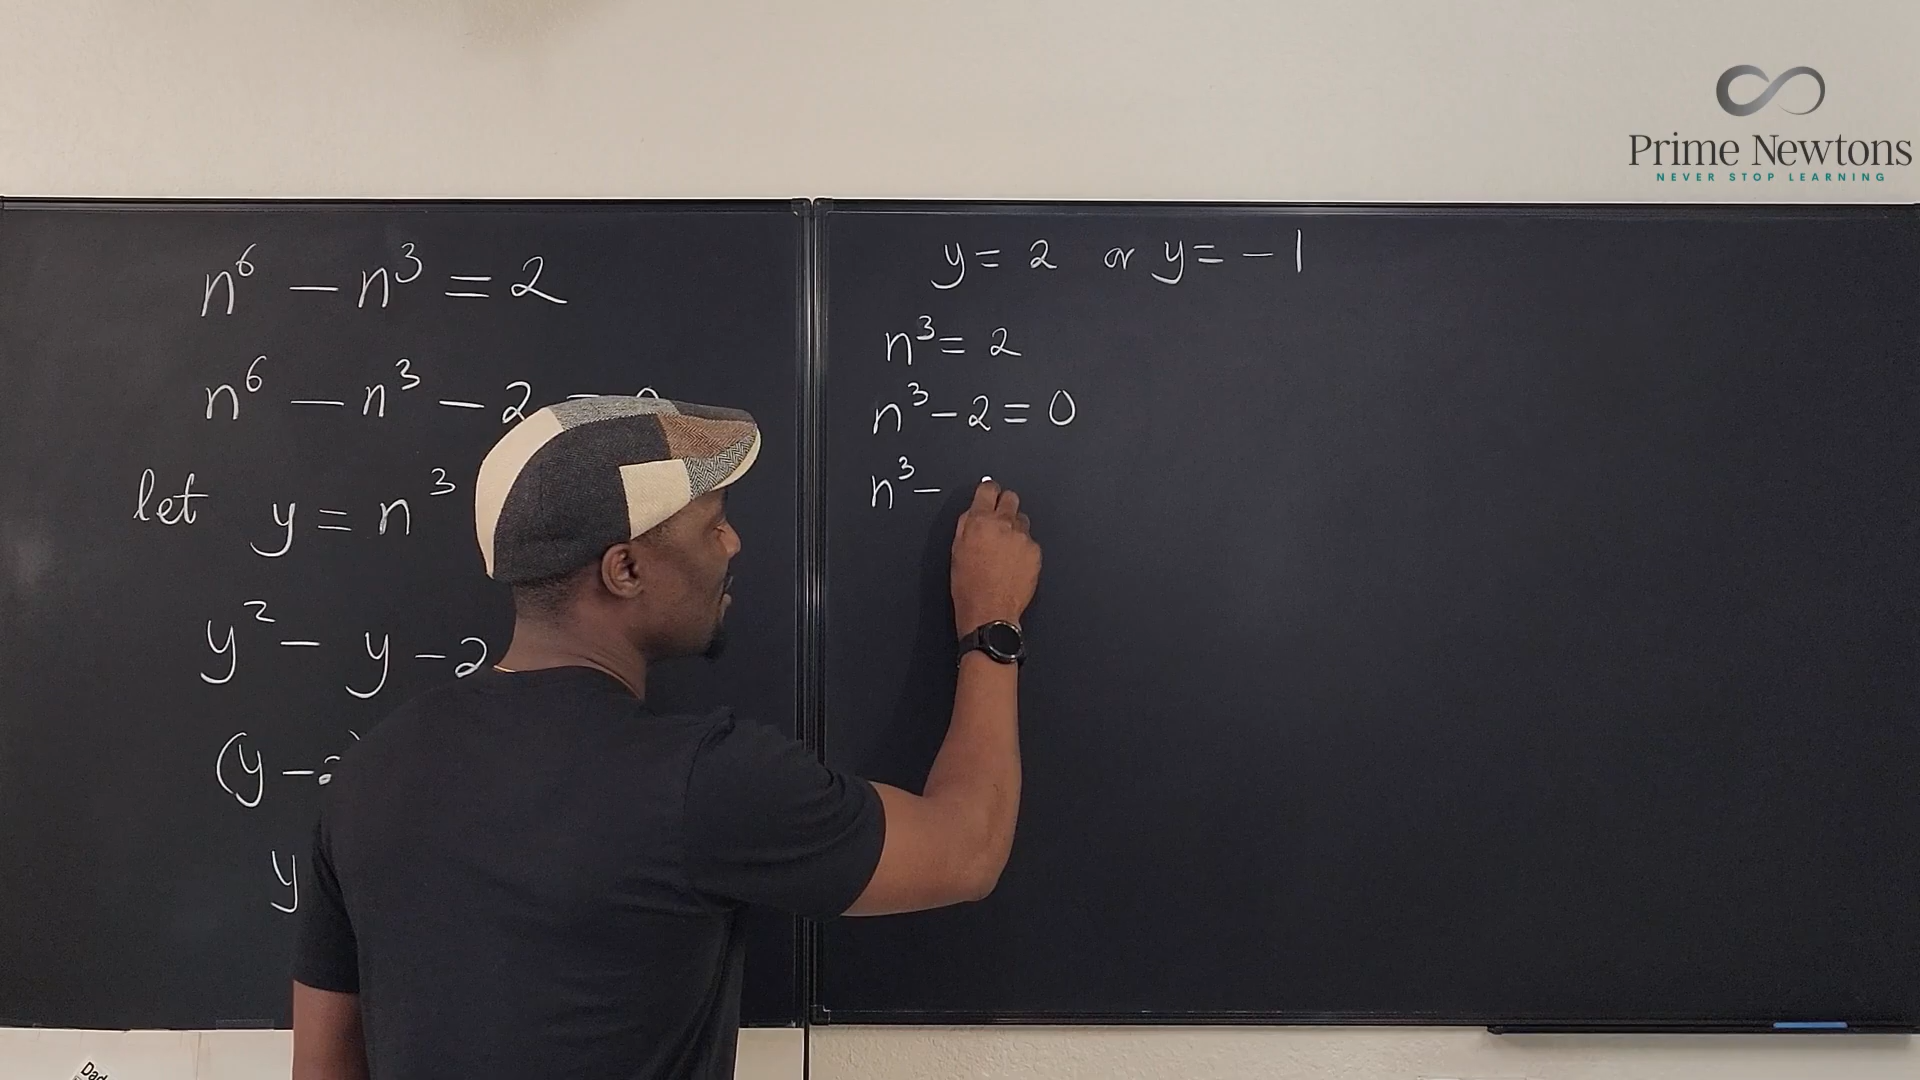 Prime Newtons
NEVER STOP LEARNING
n⁶ − n³ = 2
n⁶ − n³ − 2
let y = n³
y² − y − 2
(y −
y
y = 2 or y = −1
n³ = 2
n³ − 2 = 0
n³ −
Dad